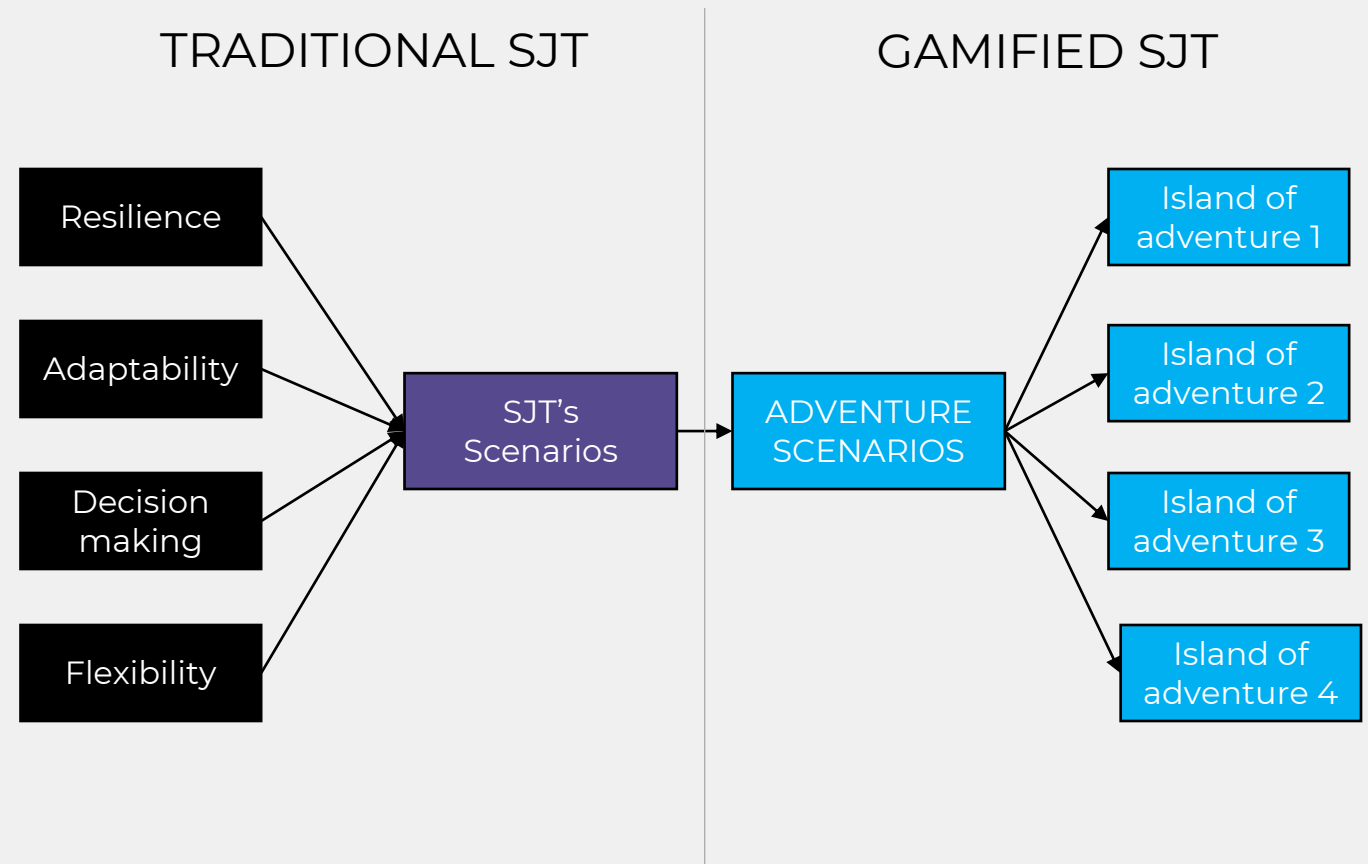 TRADITIONAL SJT
Resilience
Adaptability
Decision
making
Flexibility
SJT’s
Scenarios
GAMIFIED SJT
ADVENTURE
SCENARIOS
Island of
adventure 1
Island of
adventure 2
Island of
adventure 3
Island of
adventure 4